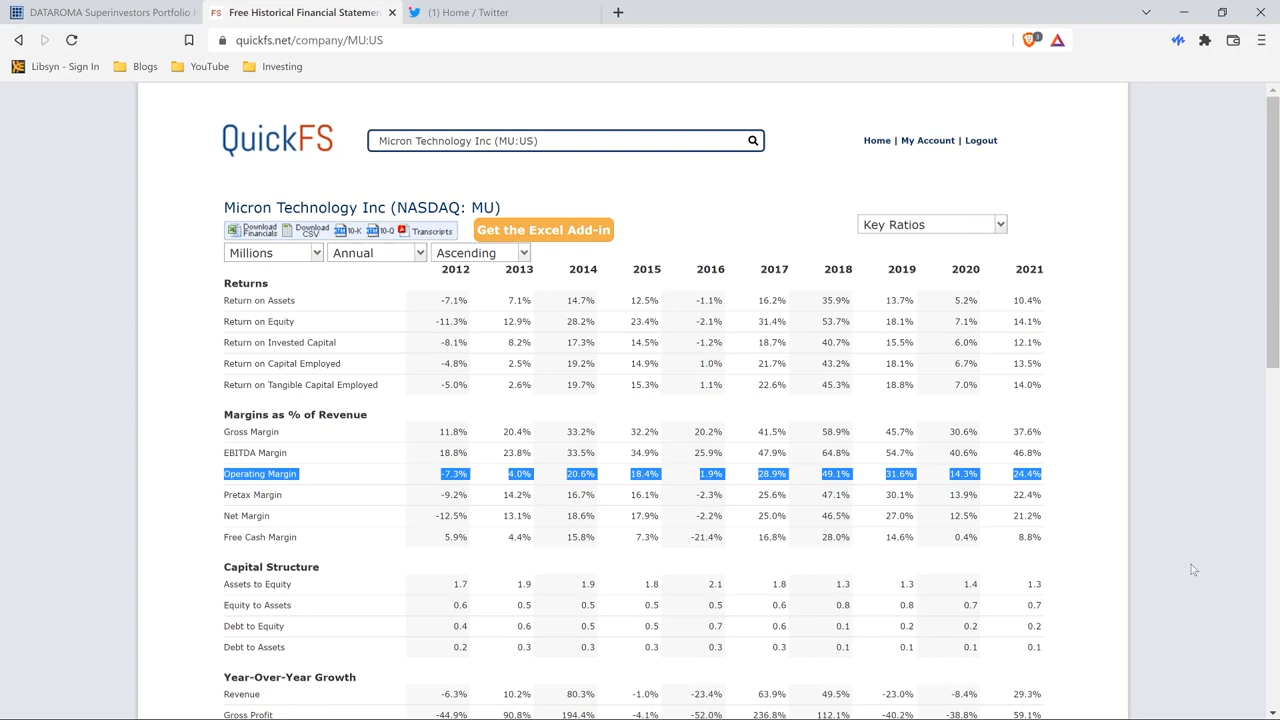 DATAROMA Superinvestors Portfolio
FS Free Historical Financial Statemen
(1) Home / Twitter
quickfs.net/company/MU:US
3
Libsyn - Sign In Blogs YouTube Investing
QuickFS
Micron Technology Inc (MU:US)
Home | My Account | Logout
Micron Technology Inc (NASDAQ: MU)
Download Financials Download CSV 10-K 10-Q Transcripts
Get the Excel Add-in
Key Ratios
Millions Annual Ascending
2012 2013 2014 2015 2016 2017 2018 2019 2020 2021
Returns
Return on Assets -7.1% 7.1% 14.7% 12.5% -1.1% 16.2% 35.9% 13.7% 5.2% 10.4%
Return on Equity -11.3% 12.9% 28.2% 23.4% -2.1% 31.4% 53.7% 18.1% 7.1% 14.1%
Return on Invested Capital -8.1% 8.2% 17.3% 14.5% -1.2% 18.7% 40.7% 15.5% 6.0% 12.1%
Return on Capital Employed -4.8% 2.5% 19.2% 14.9% 1.0% 21.7% 43.2% 18.1% 6.7% 13.5%
Return on Tangible Capital Employed -5.0% 2.6% 19.7% 15.3% 1.1% 22.6% 45.3% 18.8% 7.0% 14.0%
Margins as % of Revenue
Gross Margin 11.8% 20.4% 33.2% 32.2% 20.2% 41.5% 58.9% 45.7% 30.6% 37.6%
EBITDA Margin 18.8% 23.8% 33.5% 34.9% 25.9% 47.9% 64.8% 54.7% 40.6% 46.8%
Operating Margin -7.3% 4.0% 20.6% 18.4% 1.9% 28.9% 49.1% 31.6% 14.3% 24.4%
Pretax Margin -9.2% 14.2% 16.7% 16.1% -2.3% 25.6% 47.1% 30.1% 13.9% 22.4%
Net Margin -12.5% 13.1% 18.6% 17.9% -2.2% 25.0% 46.5% 27.0% 12.5% 21.2%
Free Cash Margin 5.9% 4.4% 15.8% 7.3% -21.4% 16.8% 28.0% 14.6% 0.4% 8.8%
Capital Structure
Assets to Equity 1.7 1.9 1.9 1.8 2.1 1.8 1.3 1.3 1.4 1.3
Equity to Assets 0.6 0.5 0.5 0.5 0.5 0.6 0.8 0.8 0.7 0.7
Debt to Equity 0.4 0.6 0.5 0.5 0.7 0.6 0.1 0.2 0.2 0.2
Debt to Assets 0.2 0.3 0.3 0.3 0.3 0.3 0.1 0.1 0.1 0.1
Year-Over-Year Growth
Revenue -6.3% 10.2% 80.3% -1.0% -23.4% 63.9% 49.5% -23.0% -8.4% 29.3%
Gross Profit -44.9% 90.8% 194.4% -4.1% -52.0% 236.8% 112.1% -40.2% -38.8% 59.1%